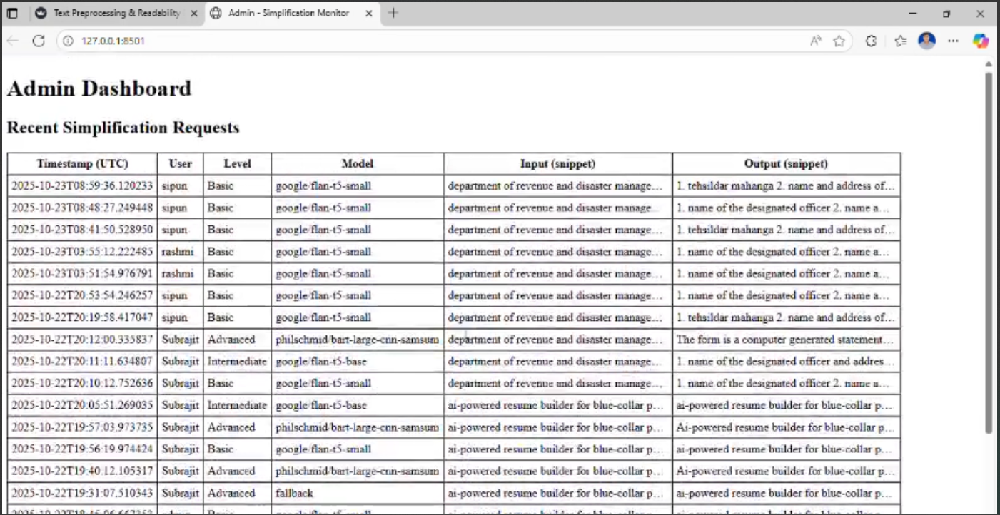 Text Preprocessing & Readability
Admin - Simplification Monitor
127.0.0.1:8501
Admin Dashboard
Recent Simplification Requests
Timestamp (UTC) User Level Model Input (snippet) Output (snippet)
2025-10-23T08:59:36.120233 sipun Basic google/flan-t5-small department of revenue and disaster manage... 1. tehsildar mahanga 2. name and address of...
2025-10-23T08:48:27.249448 sipun Basic google/flan-t5-small department of revenue and disaster manage... 1. name of the designated officer 2. name a...
2025-10-23T08:41:50.528950 sipun Basic google/flan-t5-small department of revenue and disaster manage... 1. tehsildar mahanga 2. name and address of...
2025-10-23T03:55:12.222485 rashmi Basic google/flan-t5-small department of revenue and disaster manage... 1. name of the designated officer 2. name a...
2025-10-23T03:51:54.976791 rashmi Basic google/flan-t5-small department of revenue and disaster manage... 1. name of the designated officer 2. name a...
2025-10-22T20:53:54.246257 sipun Basic google/flan-t5-small department of revenue and disaster manage... 1. name of the designated officer 2. name a...
2025-10-22T20:19:58.417047 sipun Basic google/flan-t5-small department of revenue and disaster manage... 1. tehsildar mahanga 2. name and address of...
2025-10-22T20:12:00.335837 Subrajit Advanced philschmid/bart-large-cnn-samsum department of revenue and disaster manage... The form is a computer generated statement...
2025-10-22T20:11:11.634807 Subrajit Intermediate google/flan-t5-base department of revenue and disaster manage... 1. name of the designated officer and addres...
2025-10-22T20:10:12.752636 Subrajit Basic google/flan-t5-small department of revenue and disaster manage... 1. name of the designated officer 2. name a...
2025-10-22T20:05:51.269035 Subrajit Intermediate google/flan-t5-base ai-powered resume builder for blue-collar p... ai-powered resume builder for blue-collar p...
2025-10-22T19:57:03.973735 Subrajit Advanced philschmid/bart-large-cnn-samsum ai-powered resume builder for blue-collar p... Ai-powered resume builder for blue-collar p...
2025-10-22T19:56:19.974424 Subrajit Basic google/flan-t5-small ai-powered resume builder for blue-collar p... ai-powered resume builder for blue-collar p...
2025-10-22T19:40:12.105317 Subrajit Advanced philschmid/bart-large-cnn-samsum ai-powered resume builder for blue-collar p... Ai-powered resume builder for blue-collar p...
2025-10-22T19:31:07.510343 Subrajit Advanced fallback ai-powered resume builder for blue-collar p... ai-powered resume builder for blue-collar p...